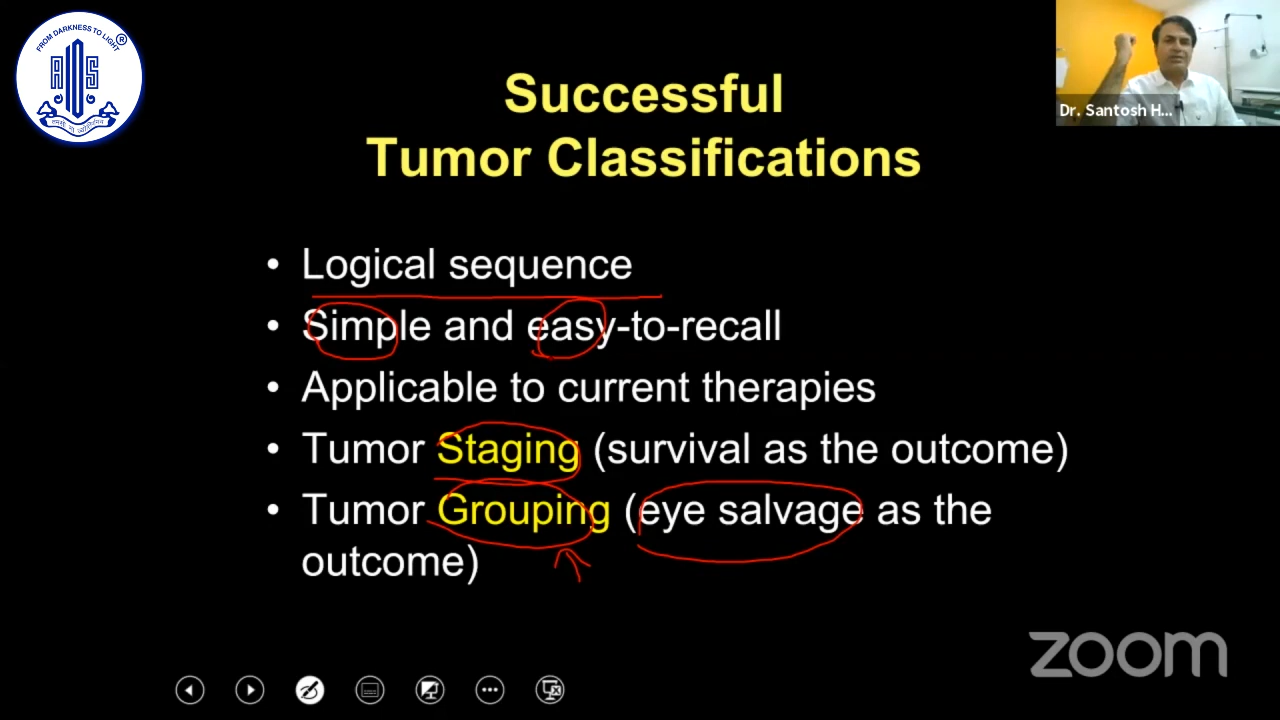 FROM DARKNESS TO LIGHT
®
AIOS
Dr. Santosh H...
Successful
Tumor Classifications
• Logical sequence
• Simple and easy-to-recall
• Applicable to current therapies
• Tumor Staging (survival as the outcome)
• Tumor Grouping (eye salvage as the
outcome)
zoom